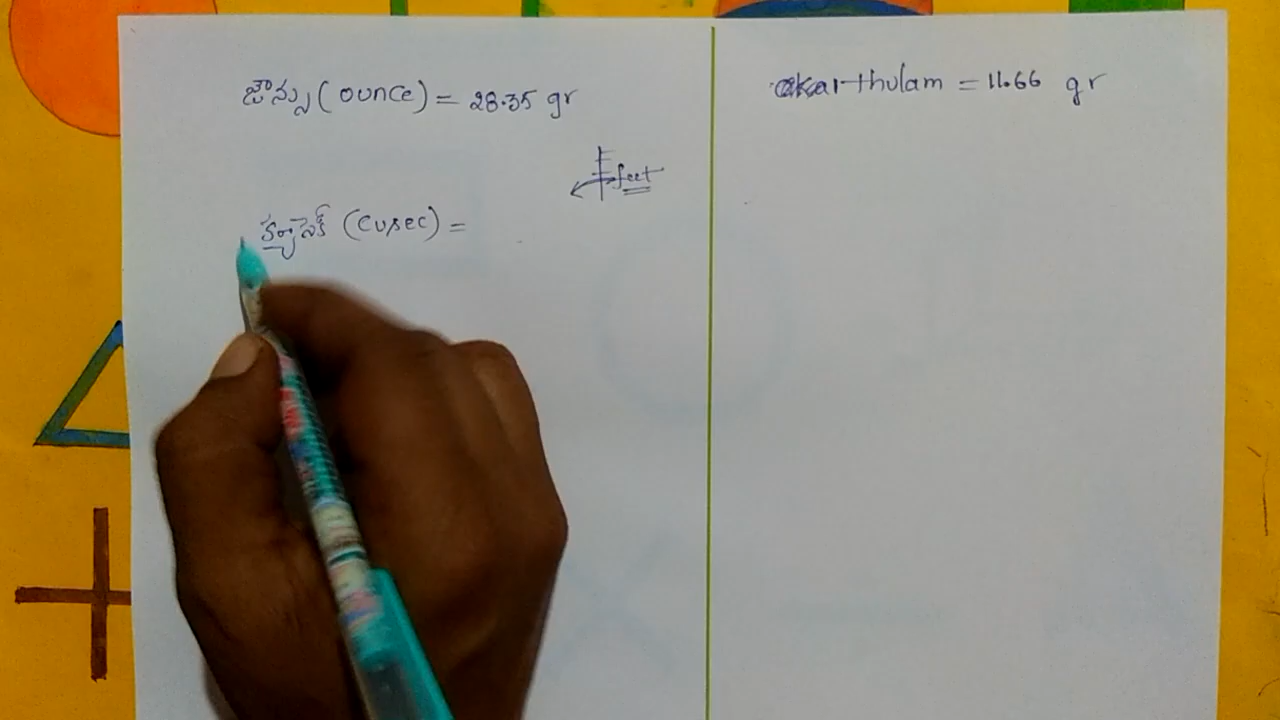 ఔన్సు (ounce) = 28.35 gr
feet
క్యూసెక్ (Cusec) =
thulam = 11.66 gr